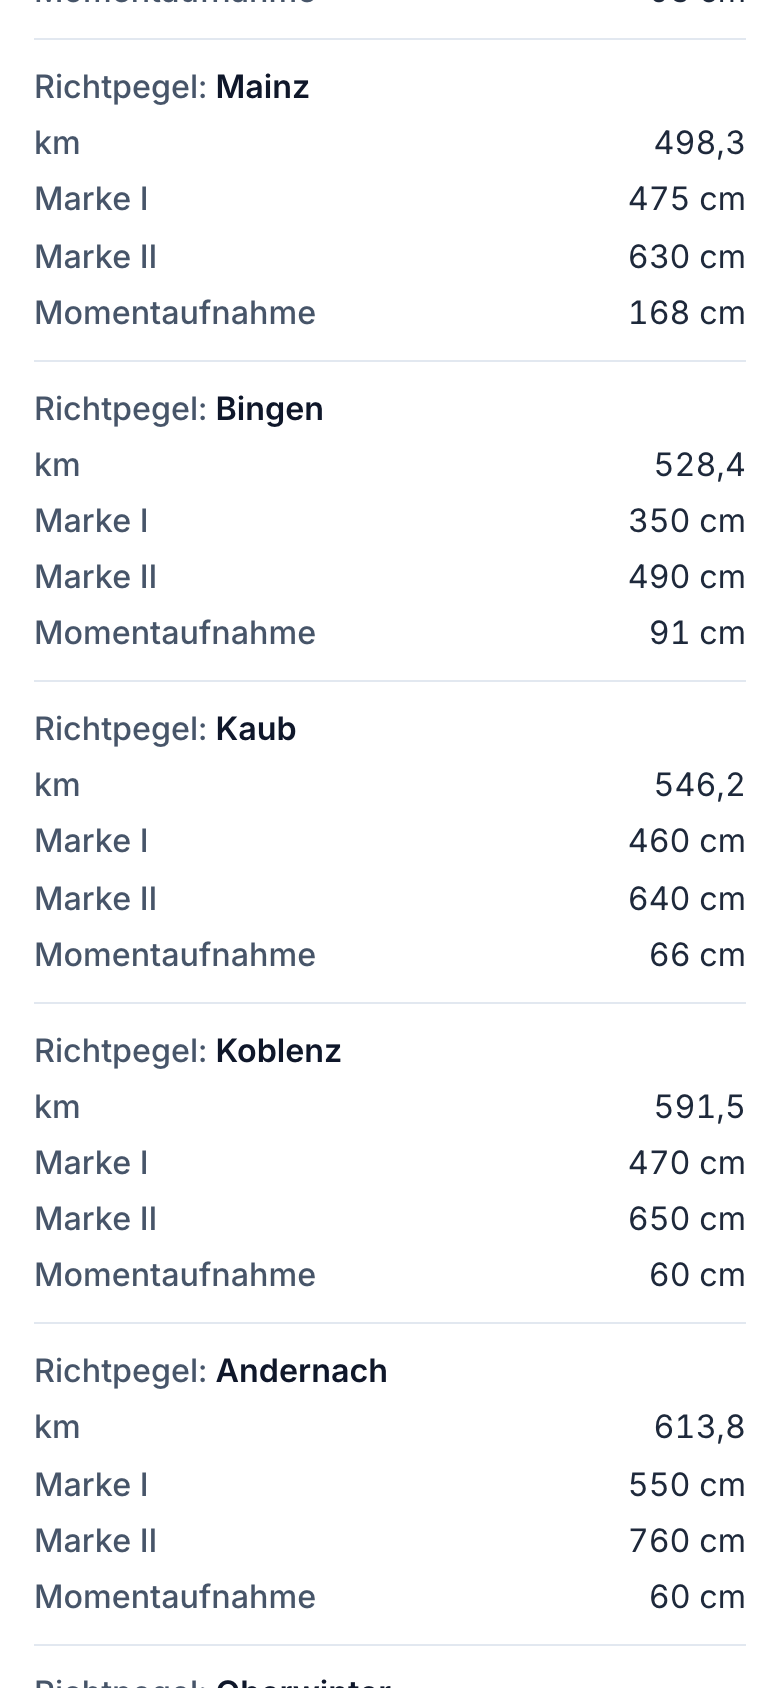 Momentaufnahme
Richtpegel: Mainz
km 498,3
Marke I 475 cm
Marke II 630 cm
Momentaufnahme 168 cm
Richtpegel: Bingen
km 528,4
Marke I 350 cm
Marke II 490 cm
Momentaufnahme 91 cm
Richtpegel: Kaub
km 546,2
Marke I 460 cm
Marke II 640 cm
Momentaufnahme 66 cm
Richtpegel: Koblenz
km 591,5
Marke I 470 cm
Marke II 650 cm
Momentaufnahme 60 cm
Richtpegel: Andernach
km 613,8
Marke I 550 cm
Marke II 760 cm
Momentaufnahme 60 cm
Richtpegel: Oberwinter